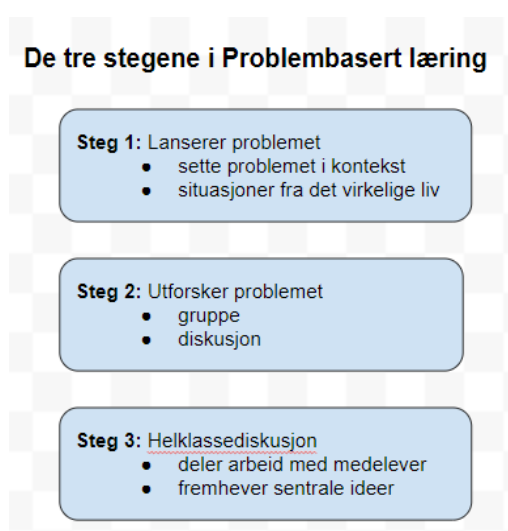 De tre stegene i Problembasert læring
Steg 1: Lanserer problemet
● sette problemet i kontekst
● situasjoner fra det virkelige liv
Steg 2: Utforsker problemet
● gruppe
● diskusjon
Steg 3: Helklassediskusjon
● deler arbeid med medelever
● fremhever sentrale ideer